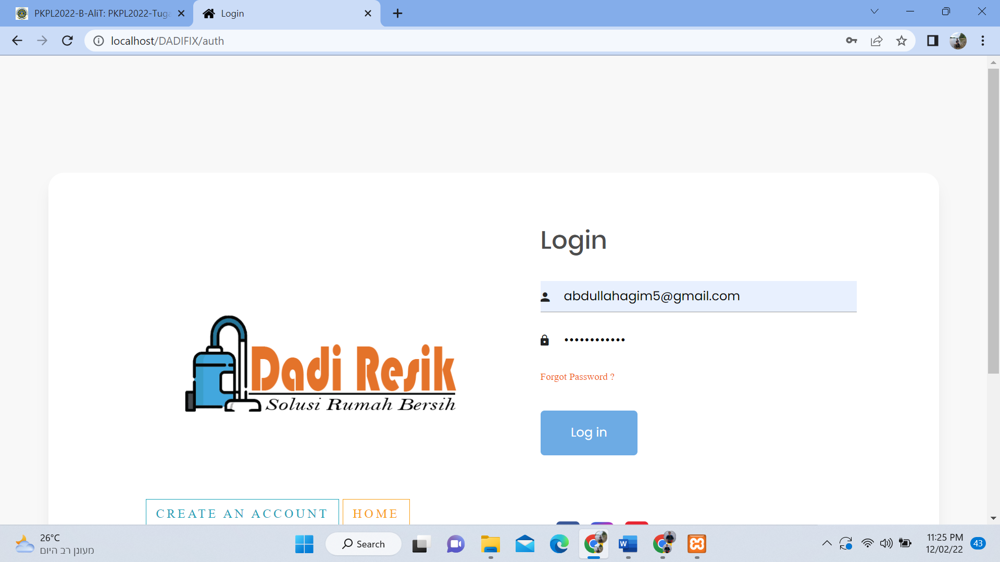 PKPL2022-B-AliT: PKPL2022-Tuga
Login
localhost/DADIFIX/auth
Login
abdullahagim5@gmail.com
••••••••••••
Forgot Password ?
Log in
Dadi Resik
Solusi Rumah Bersih
CREATE AN ACCOUNT
HOME
26°C
מעונן רב היום
Search
11:25 PM
12/02/22
43